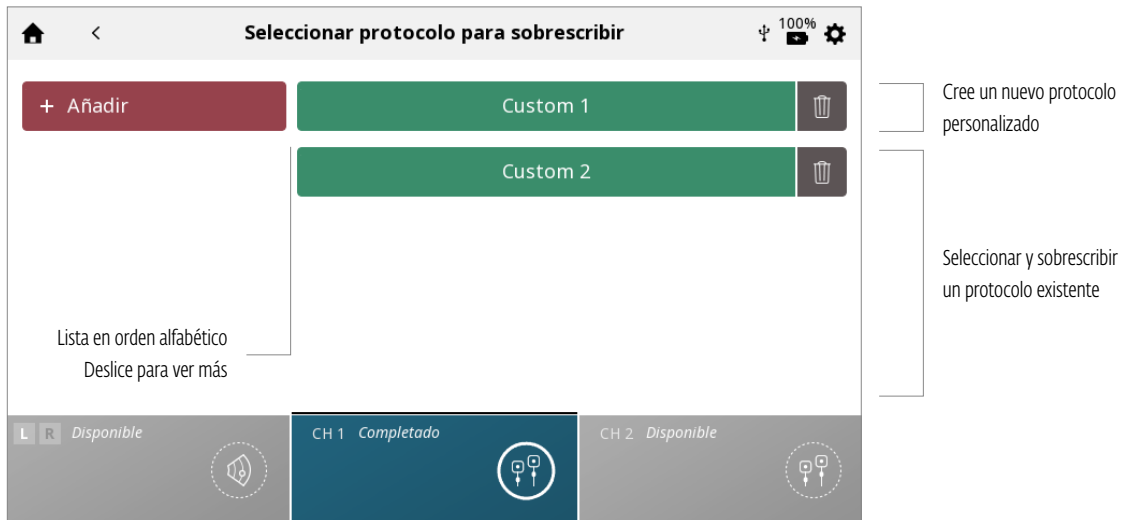 Seleccionar protocolo para sobrescribir
100%
+ Añadir
Custom 1
Cree un nuevo protocolo
personalizado
Custom 2
Seleccionar y sobrescribir
un protocolo existente
Lista en orden alfabético
Deslice para ver más
L R Disponible
CH 1 Completado
CH 2 Disponible